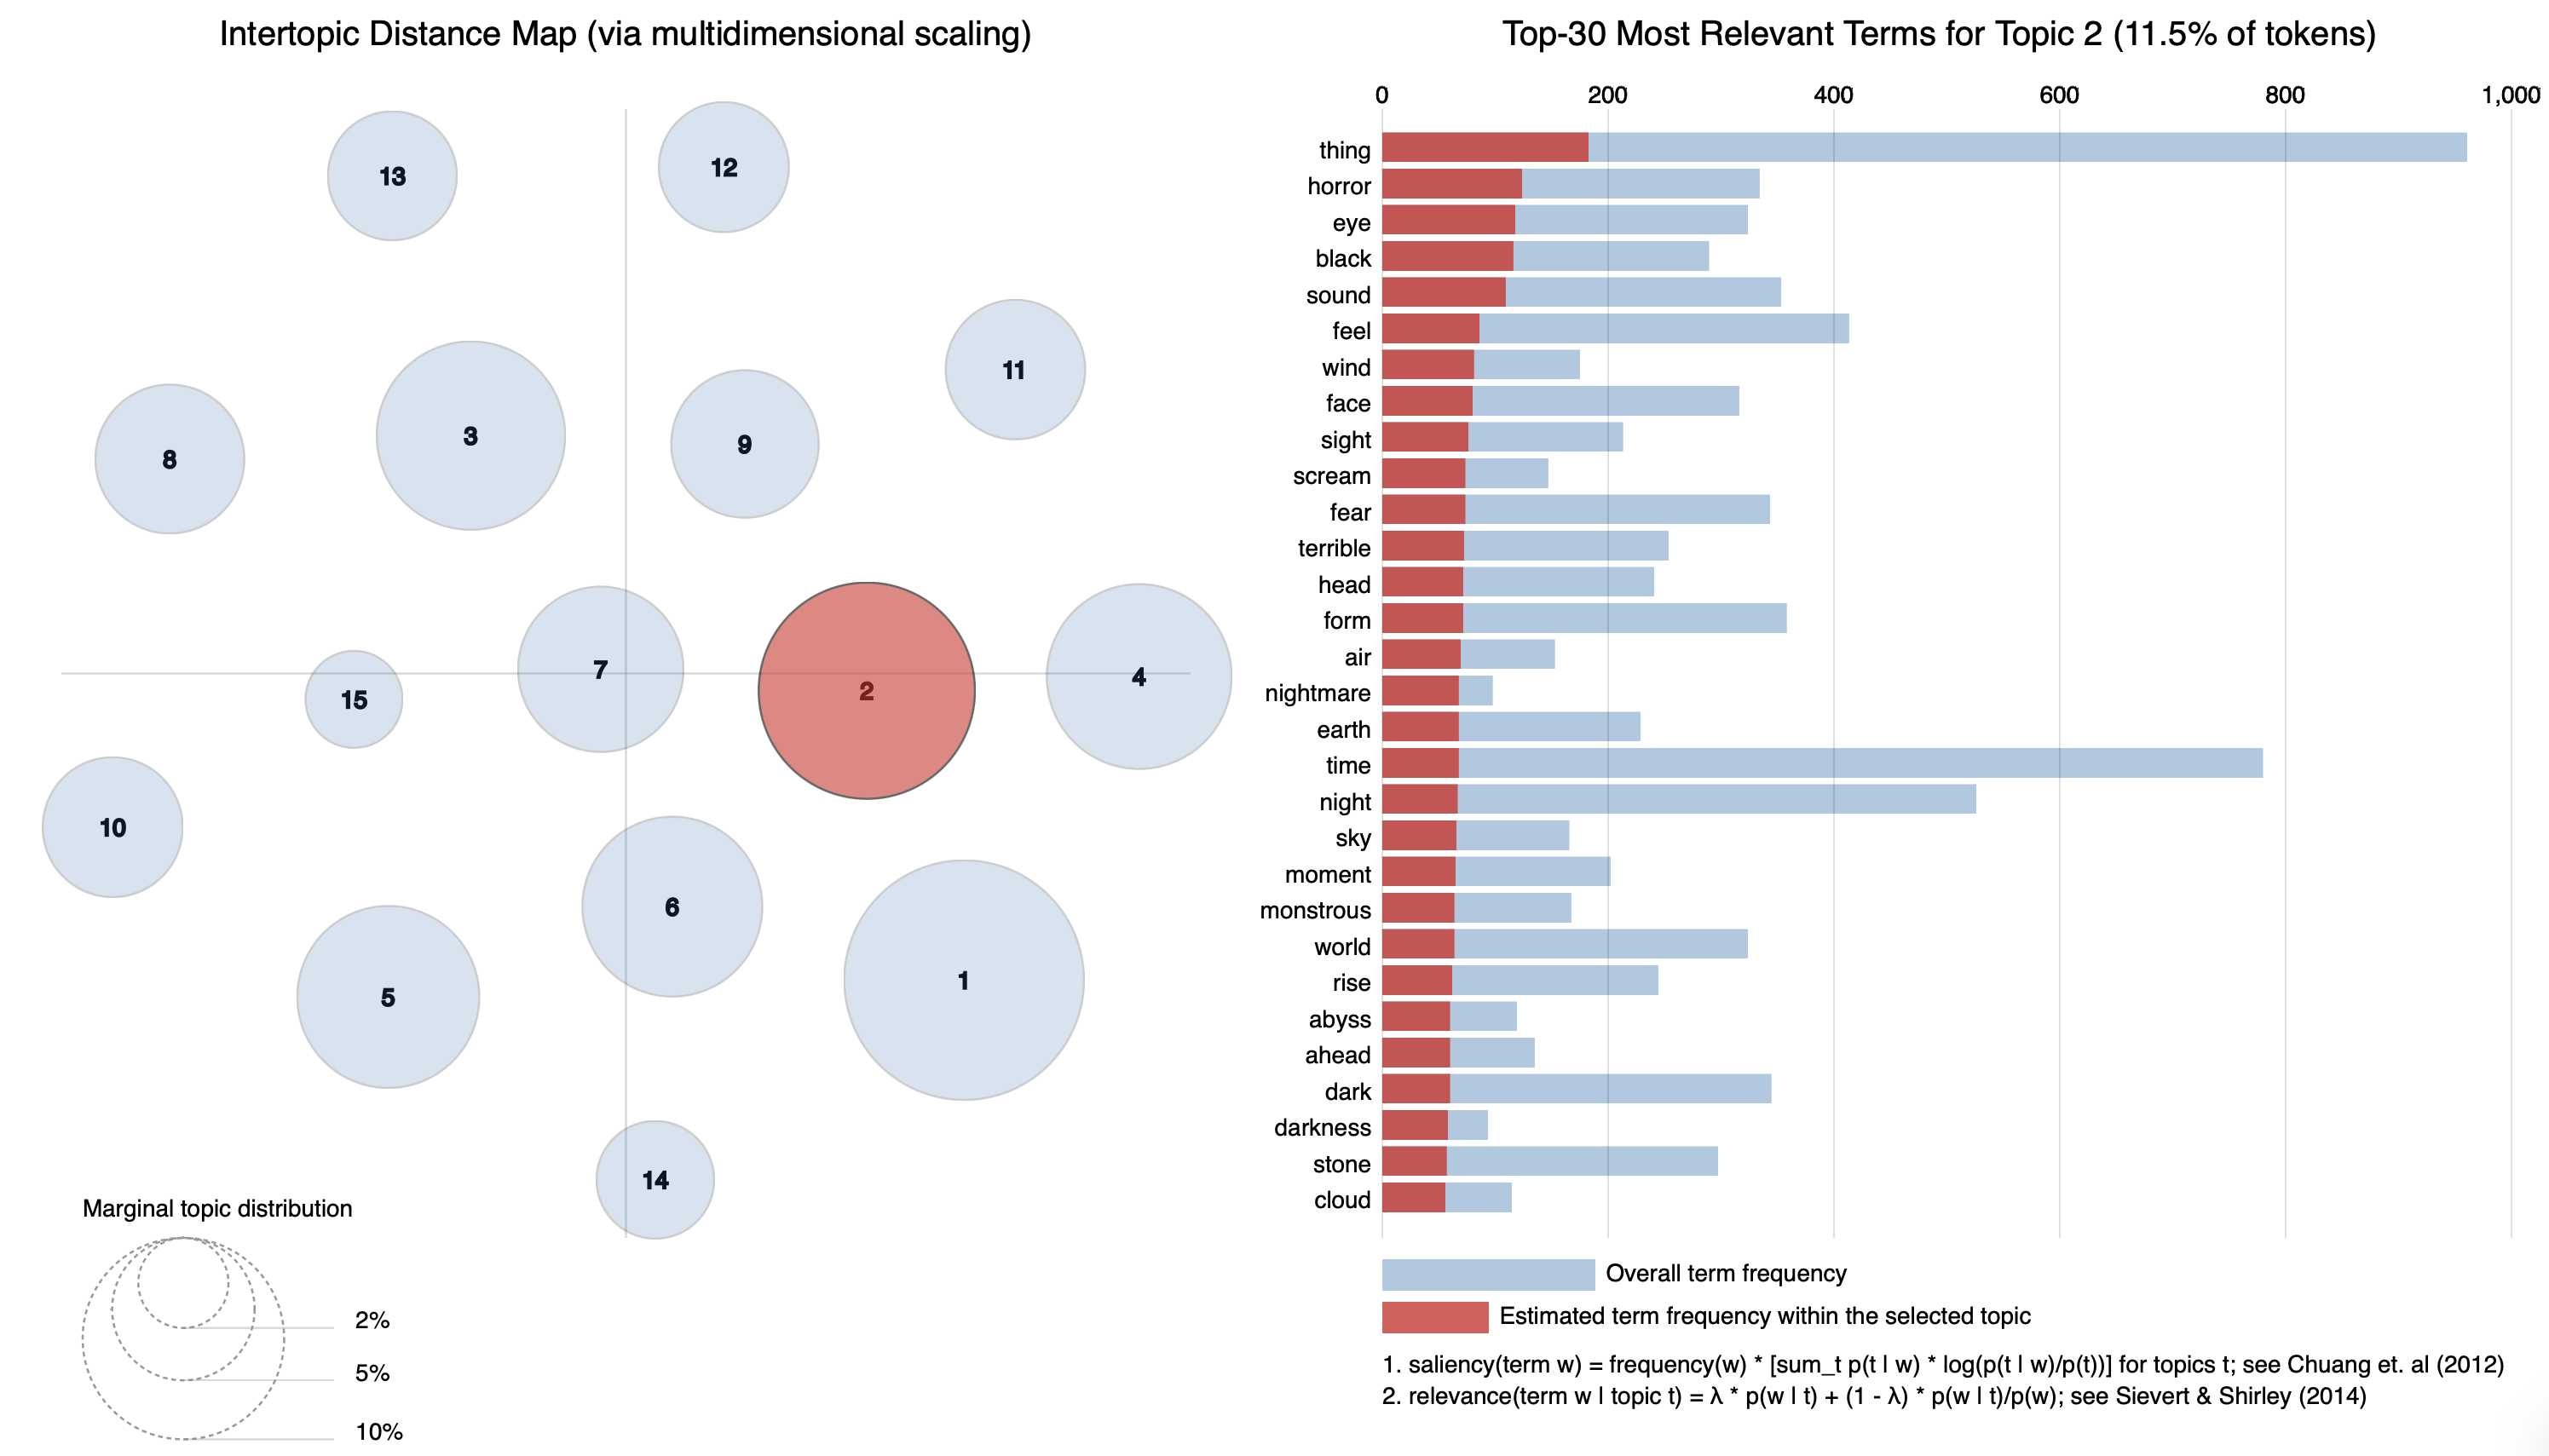 Intertopic Distance Map (via multidimensional scaling)
13
12
11
3
9
8
7
2
4
15
10
6
1
5
14
Marginal topic distribution
2%
5%
10%
Top-30 Most Relevant Terms for Topic 2 (11.5% of tokens)
0 200 400 600 800 1,000
thing
horror
eye
black
sound
feel
wind
face
sight
scream
fear
terrible
head
form
air
nightmare
earth
time
night
sky
moment
monstrous
world
rise
abyss
ahead
dark
darkness
stone
cloud
Overall term frequency
Estimated term frequency within the selected topic
1. saliency(term w) = frequency(w) * [sum_t p(t | w) * log(p(t | w)/p(t))] for topics t; see Chuang et. al (2012)
2. relevance(term w | topic t) = λ * p(w | t) + (1 - λ) * p(w | t)/p(w); see Sievert & Shirley (2014)